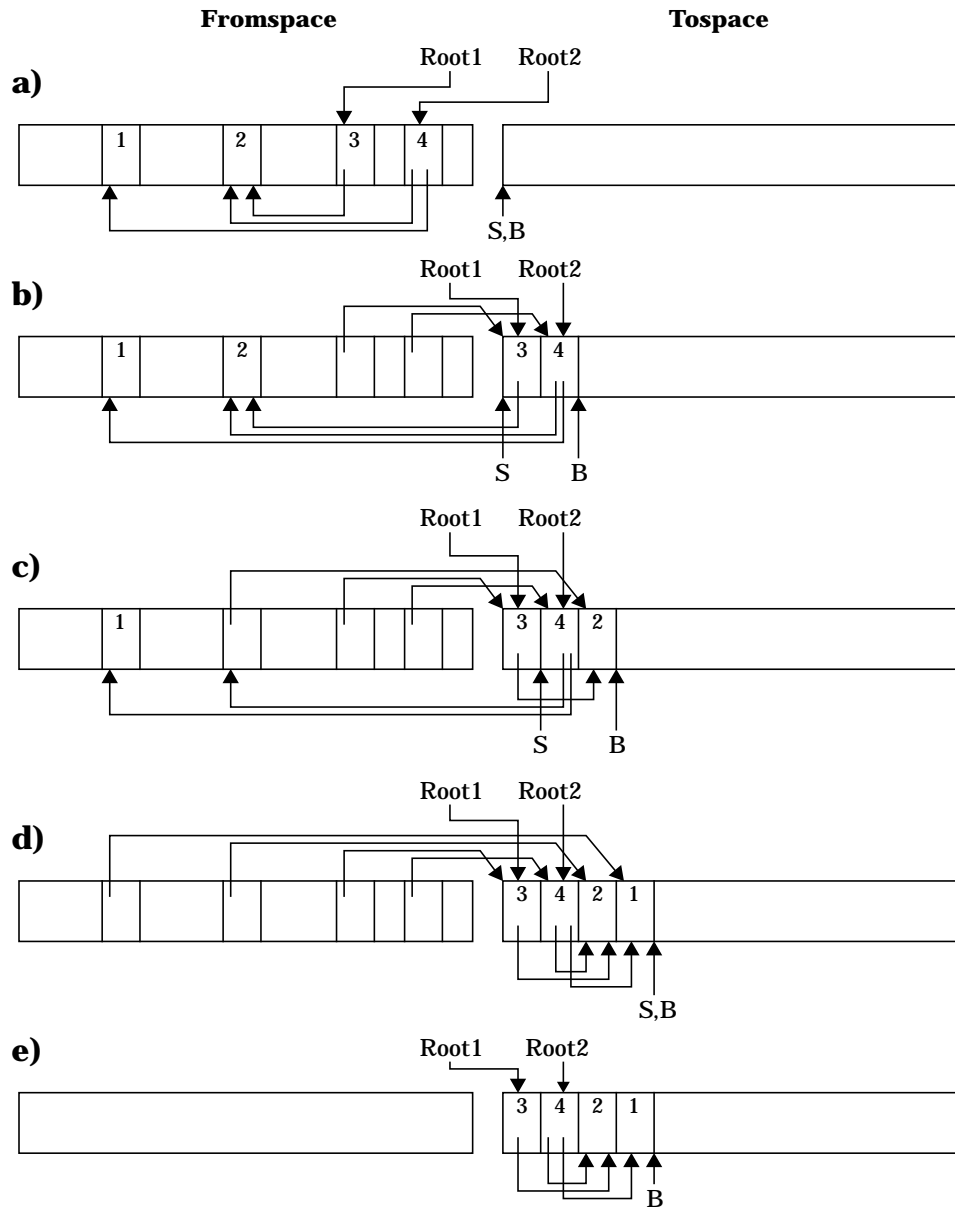 Fromspace Tospace
Root1 Root2
a)
1 2 3 4
S,B
Root1 Root2
b)
1 2 3 4
S B
Root1 Root2
c)
1 3 4 2
S B
Root1 Root2
d)
3 4 2 1
S,B
e)
Root1 Root2
3 4 2 1
B